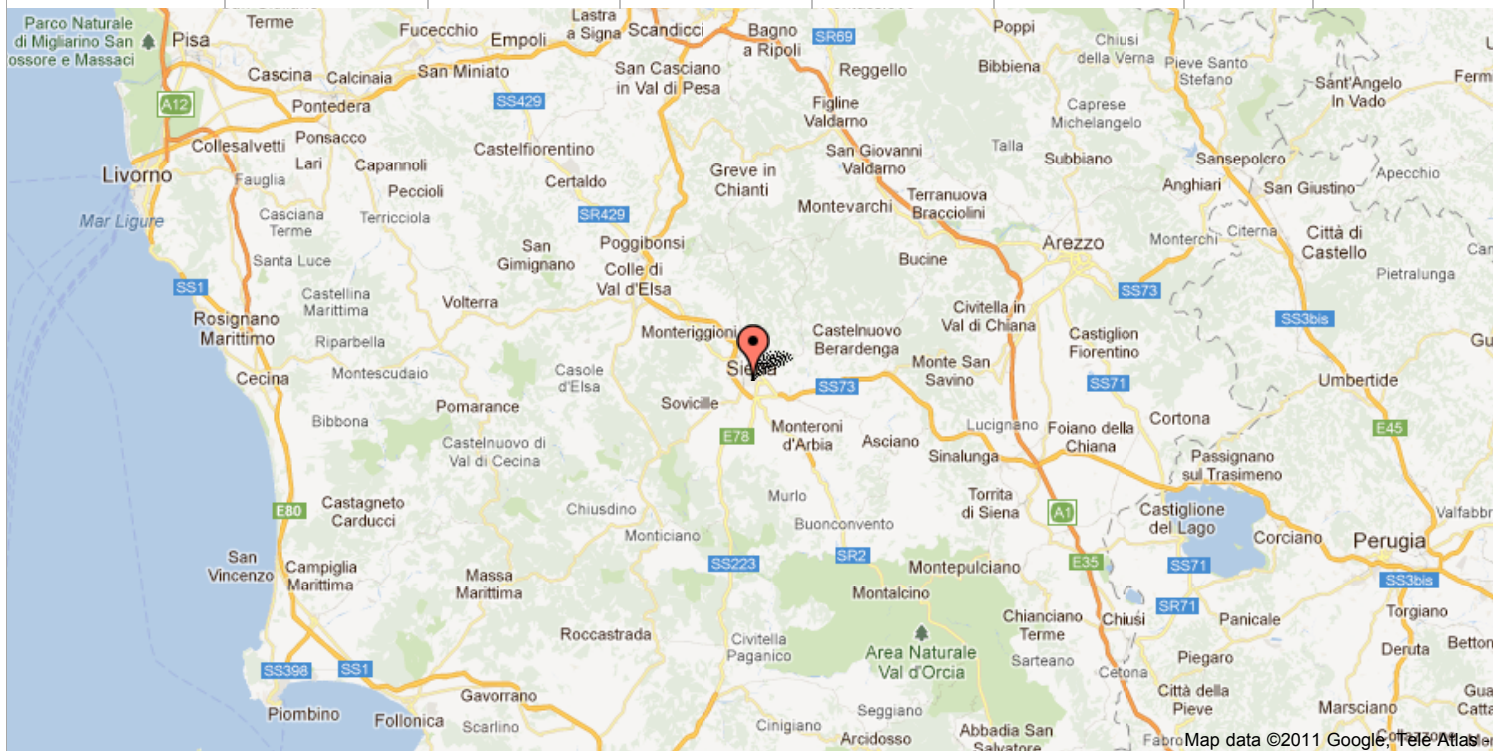 Parco Naturale
di Migliarino San
ossore e Massaci
Pisa
Terme
Fucecchio
Empoli
Lastra
a Signa
Scandicci
Bagno
a Ripoli
SR69
Poppi
Chiusi
della Verna
Pieve Santo
Stefano
Cascina
Calcinaia
San Miniato
San Casciano
in Val di Pesa
Reggello
Bibbiena
Sant'Angelo
In Vado
Ferm
A12
Pontedera
SS429
Figline
Valdarno
Caprese
Michelangelo
Collesalvetti
Ponsacco
Lari
Capannoli
Castelfiorentino
San Giovanni
Valdarno
Talla
Subbiano
Sansepolcro
Livorno
Fauglia
Peccioli
Certaldo
Greve in
Chianti
Terranuova
Bracciolini
Anghiari
San Giustino
Apecchio
Mar Ligure
Casciana
Terme
Terricciola
SR429
Montevarchi
Poggibonsi
San
Gimignano
Arezzo
Monterchi
Citerna
Città di
Castello
Santa Luce
Colle di
Val d'Elsa
Bucine
Pietralunga
SS1
Castellina
Marittima
Volterra
Civitella in
Val di Chiana
SS73
SS3bis
Rosignano
Marittimo
Riparbella
Monteriggioni
Castelnuovo
Berardenga
Castiglion
Fiorentino
Gu
Cecina
Montescudaio
Casole
d'Elsa
Siena
SS73
Monte San
Savino
SS71
Umbertide
Bibbona
Pomarance
Sovicille
Monteroni
d'Arbia
Asciano
Lucignano
Foiano della
Chiana
Cortona
E45
Castelnuovo di
Val di Cecina
E78
Sinalunga
Passignano
sul Trasimeno
E80
Castagneto
Carducci
Chiusdino
Murlo
Torrita
di Siena
A1
Castiglione
del Lago
Valfabbr
Monticiano
Buonconvento
Corciano
Perugia
San
Vincenzo
Campiglia
Marittima
Massa
Marittima
SS223
SR2
Montepulciano
E35
SS71
SS3bis
Montalcino
Chianciano
Terme
Chiusi
SR71
Panicale
Torgiano
Roccastrada
Civitella
Paganico
Area Naturale
Val d'Orcia
Sarteano
Cetona
Piegaro
Deruta
Betton
SS398
SS1
Gavorrano
Città della
Pieve
Piombino
Follonica
Scarlino
Cinigiano
Seggiano
Arcidosso
Abbadia San
Salvatore
Marsciano
Gua
Catta
Fabro
Map data ©2011 Google, Tele Atlas -